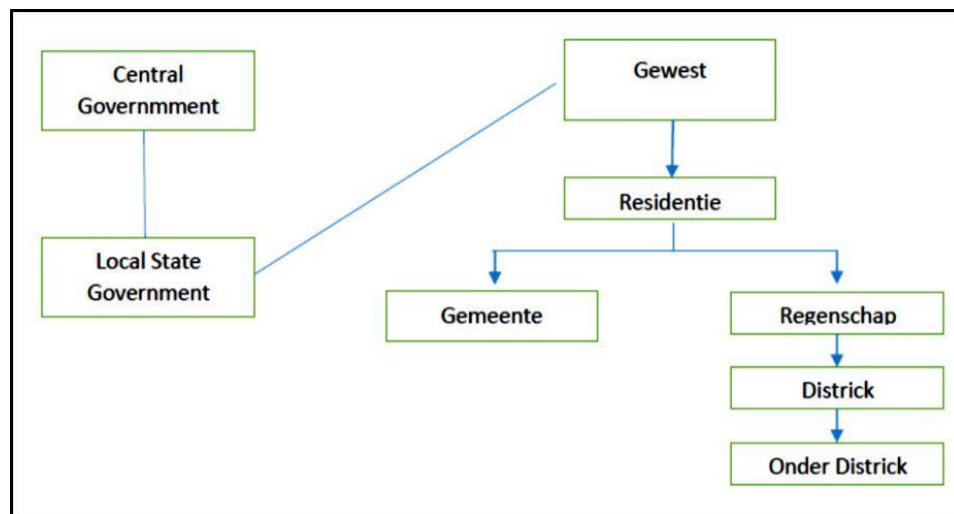 Central
Governmment
Gewest
Residentie
Local State
Government
Gemeente
Regenschap
Districk
Onder Districk